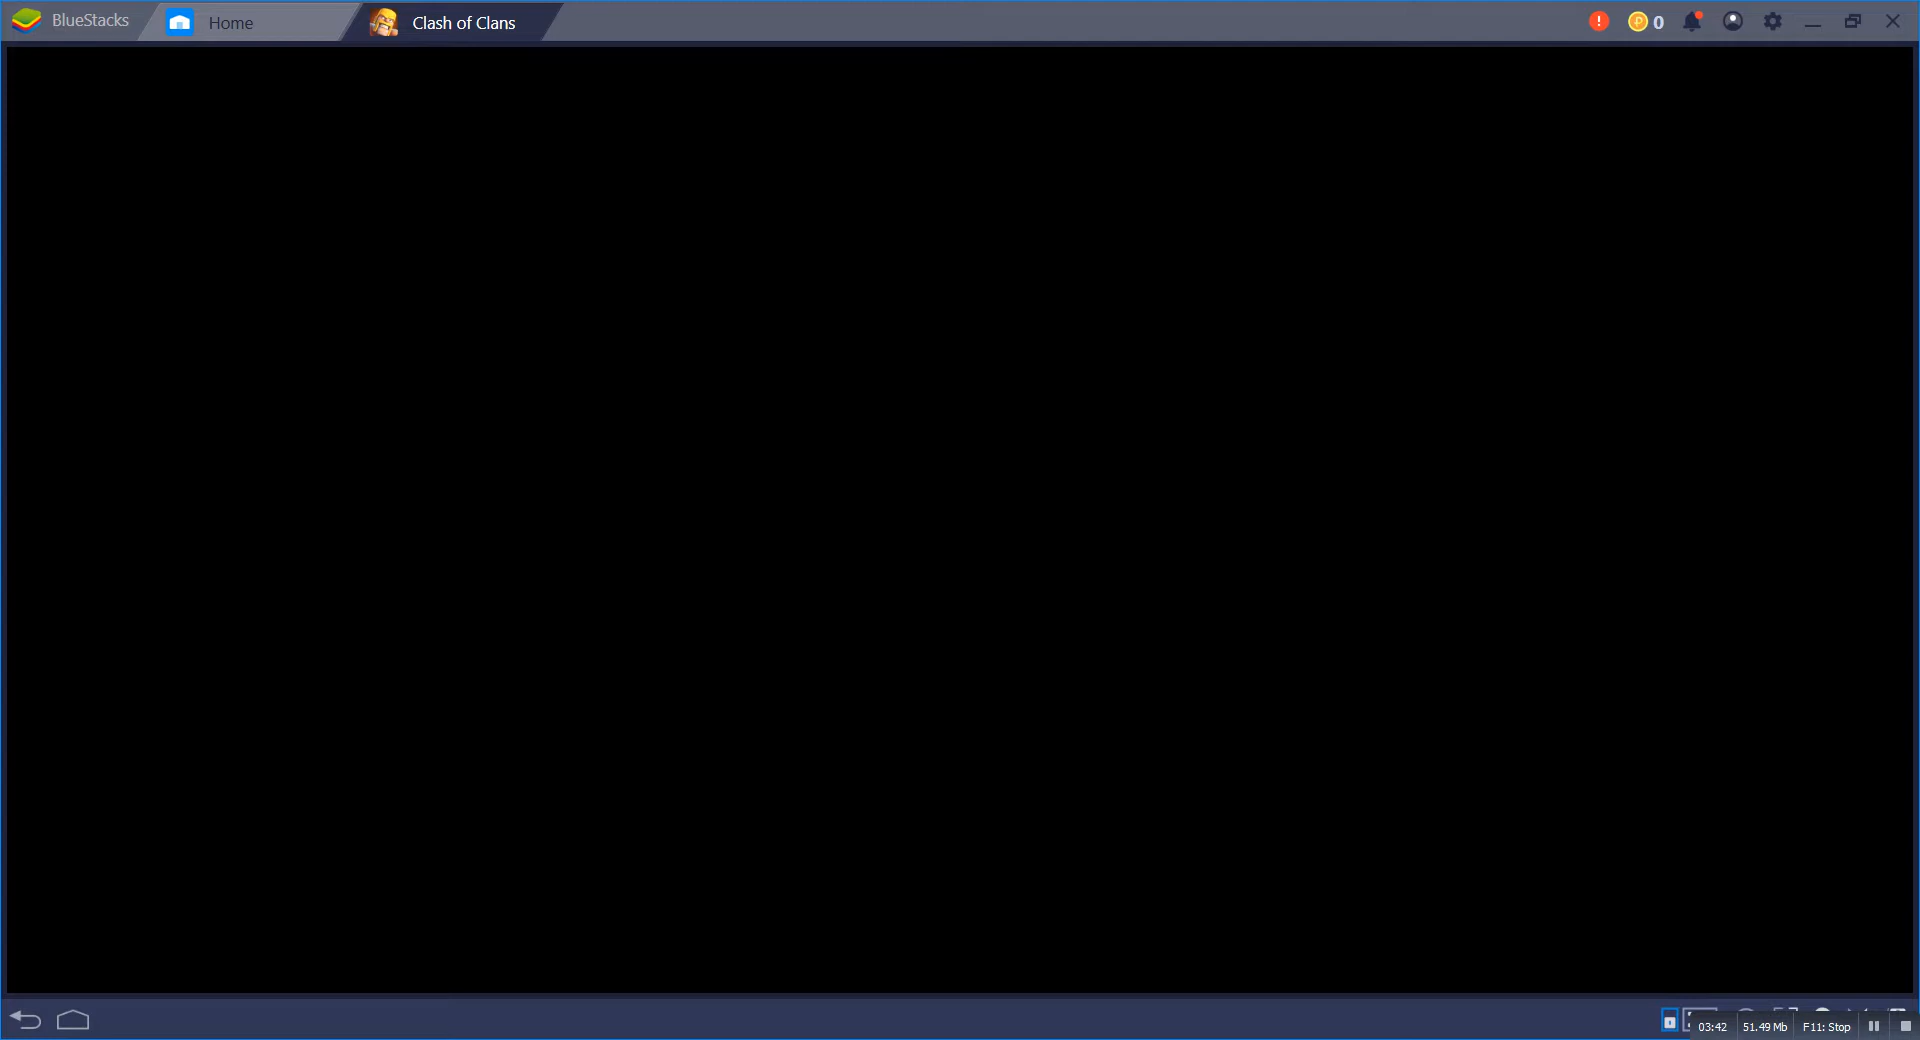 BlueStacks
Home
Clash of Clans
0
03:42
51.49 Mb
F11: Stop